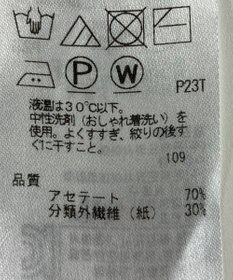 P
W
P23T
液温は30℃以下。
中性洗剤（おしゃれ着洗い）を
使用。よくすすぎ、絞りの後す
ぐに干すこと。
109
品質
アセテート 70%
分類外繊維（紙） 30%